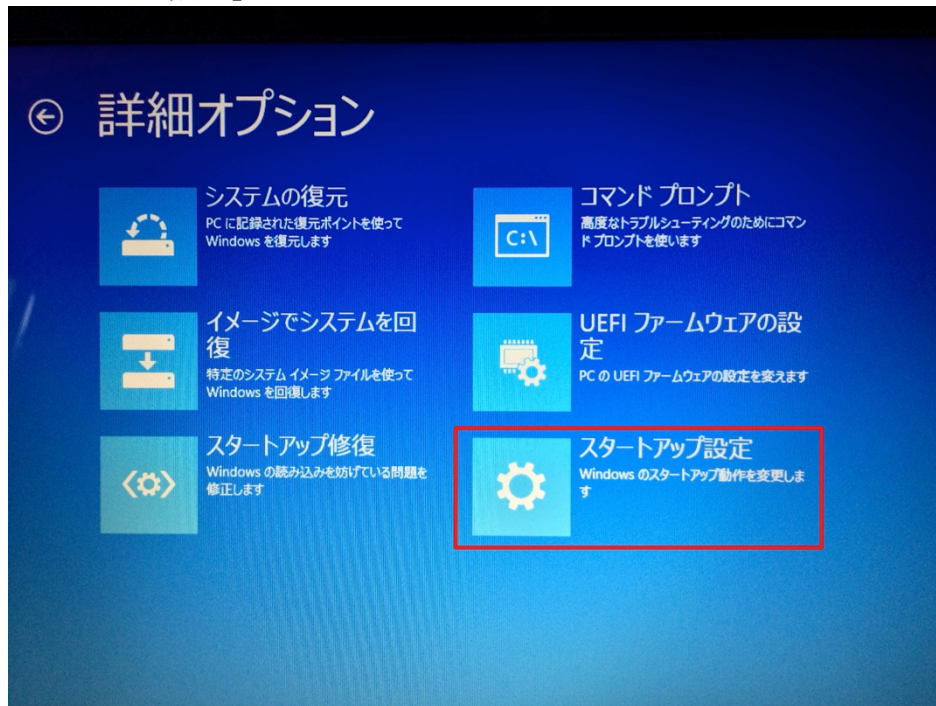 詳細オプション
システムの復元
PC に記録された復元ポイントを使って
Windows を復元します
コマンド プロンプト
高度なトラブルシューティングのためにコマン
ド プロンプトを使います
C:\
イメージでシステムを回
復
特定のシステム イメージ ファイルを使って
Windows を回復します
UEFI ファームウェアの設
定
PC の UEFI ファームウェアの設定を変えます
スタートアップ修復
Windows の読み込みを妨げている問題を
修正します
スタートアップ設定
Windows のスタートアップ動作を変更しま
す